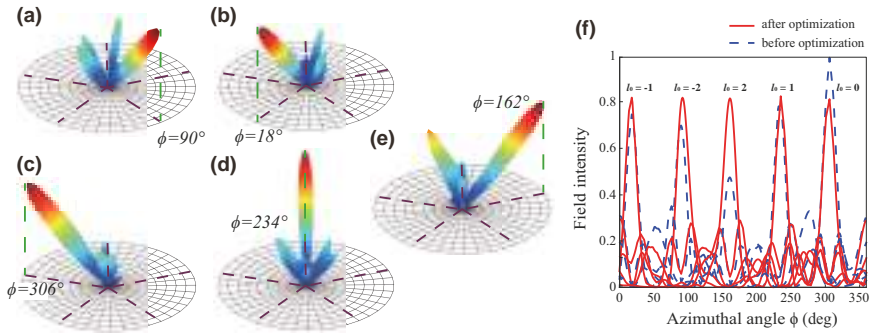 (a)
ϕ=90°
(b)
ϕ=18°
(c)
ϕ=306°
(d)
ϕ=234°
(e)
ϕ=162°
(f)
after optimization
before optimization
l₀ = -1
l₀ = -2
l₀ = 2
l₀ = 1
l₀ = 0
Field intensity
1
0.8
0.6
0.4
0.2
0
0 50 100 150 200 250 300 350
Azimuthal angle ϕ (deg)